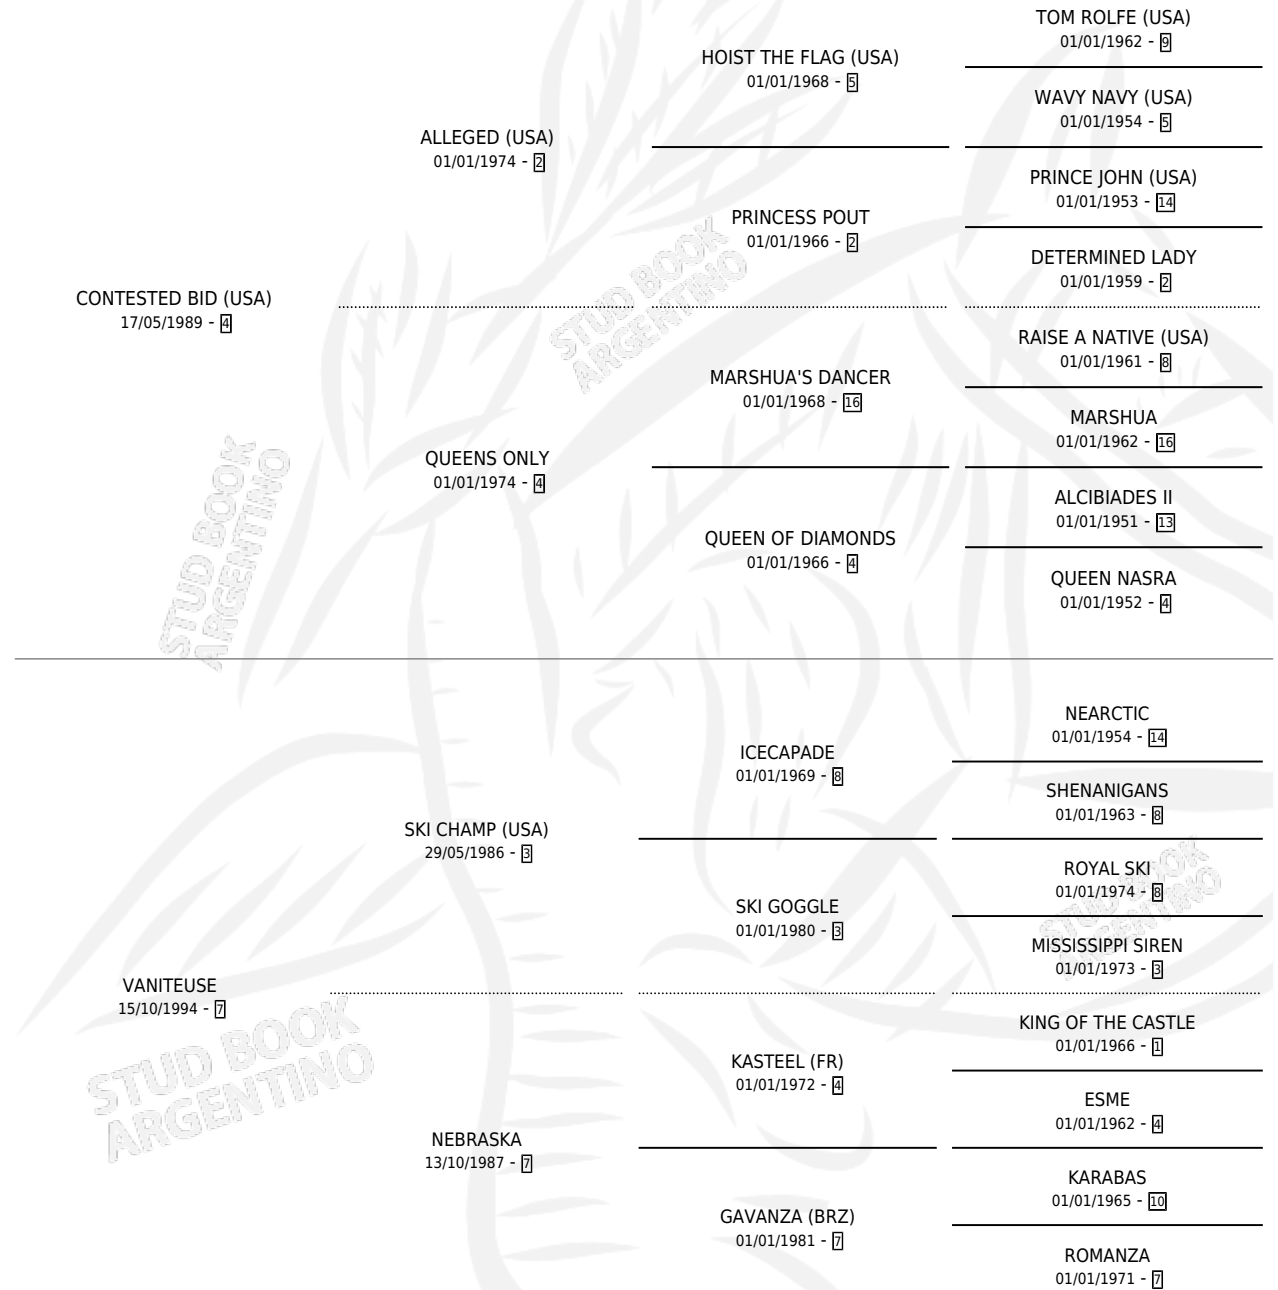 TOM ROLFE (USA)
01/01/1962 - 9
HOIST THE FLAG (USA)
01/01/1968 - 5
WAVY NAVY (USA)
01/01/1954 - 5
ALLEGED (USA)
01/01/1974 - 2
PRINCE JOHN (USA)
01/01/1953 - 14
PRINCESS POUT
01/01/1966 - 2
DETERMINED LADY
01/01/1959 - 2
CONTESTED BID (USA)
17/05/1989 - 4
RAISE A NATIVE (USA)
01/01/1961 - 8
MARSHUA'S DANCER
01/01/1968 - 16
MARSHUA
01/01/1962 - 16
QUEENS ONLY
01/01/1974 - 4
ALCIBIADES II
01/01/1951 - 13
QUEEN OF DIAMONDS
01/01/1966 - 4
QUEEN NASRA
01/01/1952 - 4
NEARCTIC
01/01/1954 - 14
ICECAPADE
01/01/1969 - 8
SHENANIGANS
01/01/1963 - 8
SKI CHAMP (USA)
29/05/1986 - 3
ROYAL SKI
01/01/1974 - 8
SKI GOGGLE
01/01/1980 - 3
MISSISSIPPI SIREN
01/01/1973 - 3
VANITEUSE
15/10/1994 - 7
KING OF THE CASTLE
01/01/1966 - 1
KASTEEL (FR)
01/01/1972 - 4
ESME
01/01/1962 - 4
NEBRASKA
13/10/1987 - 7
KARABAS
01/01/1965 - 10
GAVANZA (BRZ)
01/01/1981 - 7
ROMANZA
01/01/1971 - 7
STUD BOOK
ARGENTINO
STUD BOOK
ARGENTINO
STUD BOOK
ARGENTINO
STUD BOOK
ARGENTINO